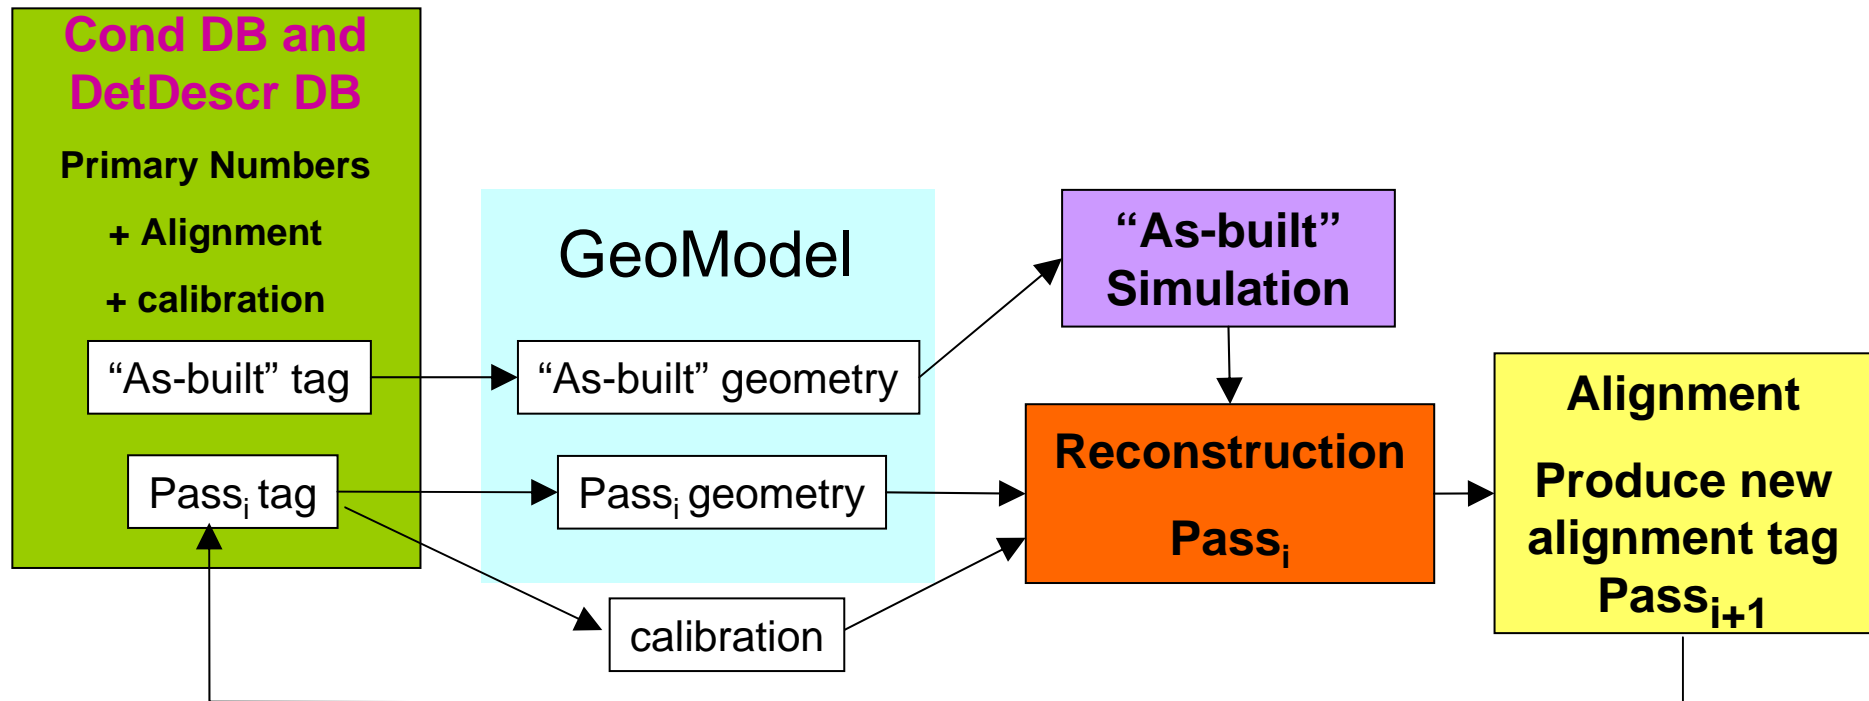 Cond DB and
DetDescr DB
Primary Numbers
+ Alignment
+ calibration
“As-built” tag
Passi tag
GeoModel
“As-built” geometry
Passi geometry
calibration
“As-built”
Simulation
Reconstruction
Passi
Alignment
Produce new
alignment tag
Passi+1